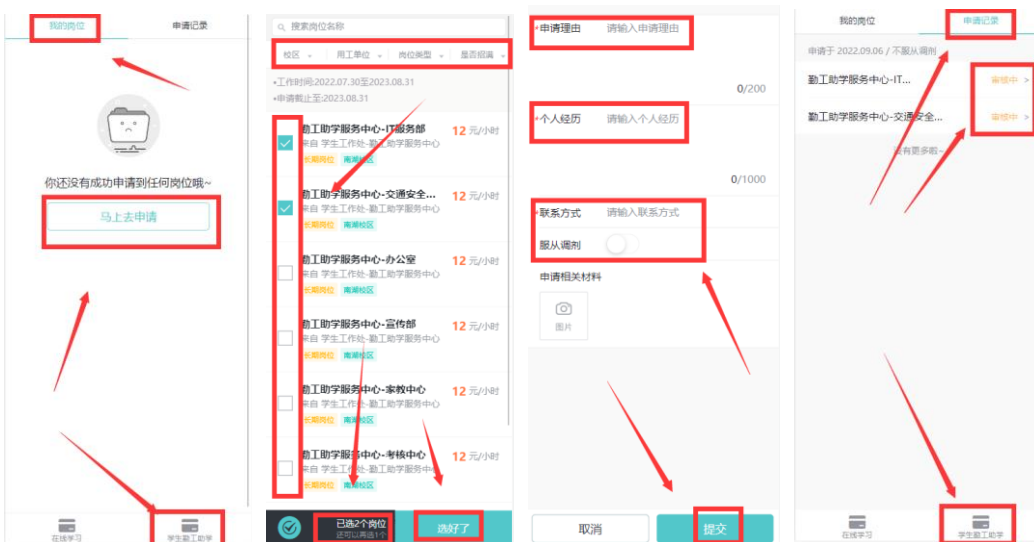 我的岗位 申请记录
你还没有成功申请到任何岗位哦~
马上去申请
在线学习 学生勤工助学
搜索岗位名称
校区 用工单位 岗位类型 是否招满
•工作时间:2022.07.30至2023.08.31
•申请截止至:2023.08.31
勤工助学服务中心-IT服务部 12 元/小时
来自 学生工作处-勤工助学服务中心
长期岗位 南湖校区
勤工助学服务中心-交通安全... 12 元/小时
来自 学生工作处-勤工助学服务中心
长期岗位 南湖校区
勤工助学服务中心-办公室 12 元/小时
来自 学生工作处-勤工助学服务中心
长期岗位 南湖校区
勤工助学服务中心-宣传部 12 元/小时
来自 学生工作处-勤工助学服务中心
长期岗位 南湖校区
勤工助学服务中心-家教中心 12 元/小时
来自 学生工作处-勤工助学服务中心
长期岗位 南湖校区
勤工助学服务中心-考核中心 12 元/小时
来自 学生工作处-勤工助学服务中心
长期岗位 南湖校区
已选2个岗位
还可以再选1个
选好了
*申请理由 请输入申请理由
0/200
*个人经历 请输入个人经历
0/1000
*联系方式 请输入联系方式
服从调剂
申请相关材料
图片
取消 提交
我的岗位 申请记录
申请于 2022.09.06 / 不服从调剂
勤工助学服务中心-IT... 审核中 >
勤工助学服务中心-交通安全... 审核中 >
没有更多啦~
在线学习 学生勤工助学